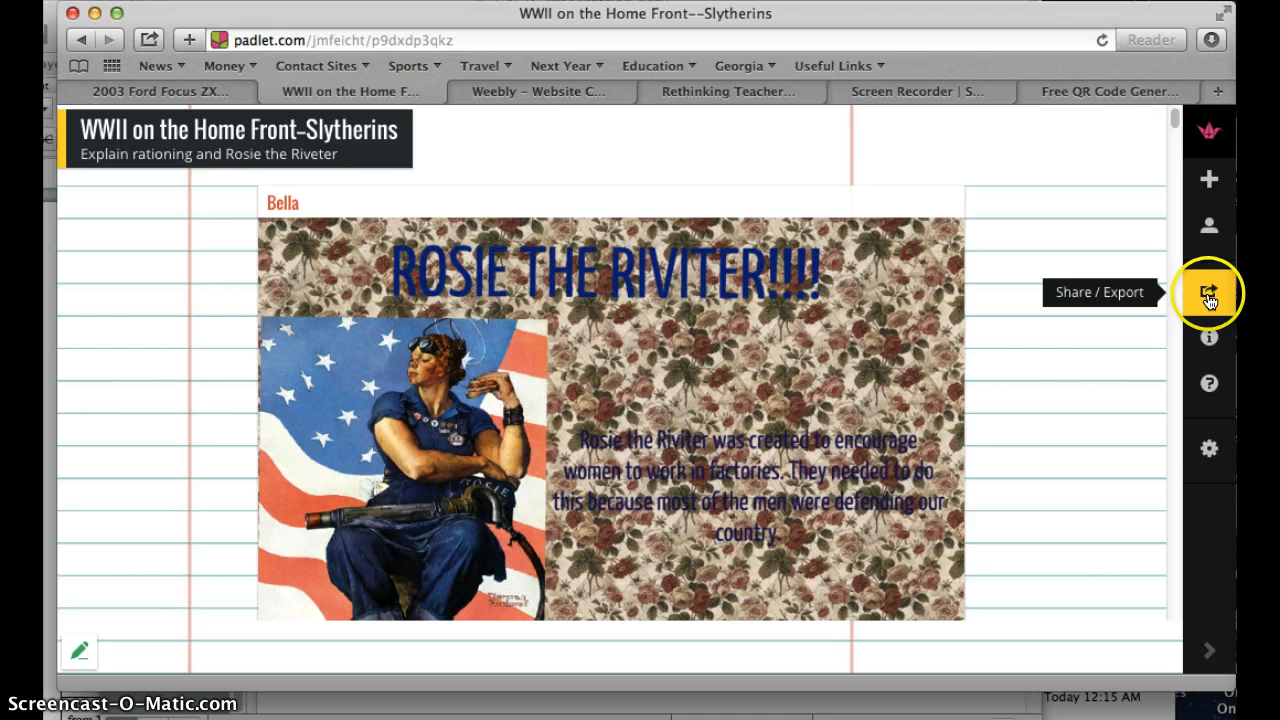 WWII on the Home Front--Slytherins
padlet.com/jmfeicht/p9dxdp3qkz
Reader
News Money Contact Sites Sports Travel Next Year Education Georgia Useful Links
2003 Ford Focus ZX... WWII on the Home F... Weebly – Website C... Rethinking Teacher... Screen Recorder | S... Free QR Code Gener...
WWII on the Home Front–Slytherins
Explain rationing and Rosie the Riveter
Bella
ROSIE THE RIVITER!!!!
Share / Export
Rosie the Riviter was created to encourage
women to work in factories. They needed to do
this because most of the men were defending our
country.
Screencast-O-Matic.com
Today 12:15 AM